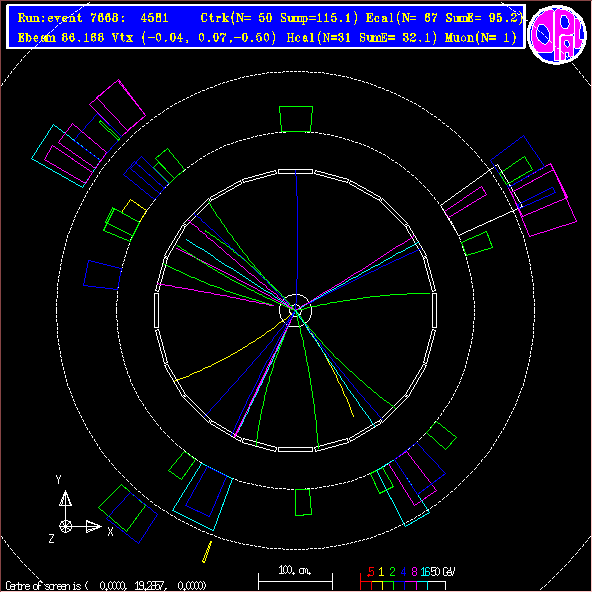 Run:event 7668: 4581 Ctrk(N= 50 Sump=115.1) Ecal(N= 67 SumE= 95.2)
Ebeam 86.168 Vtx (-0.04, 0.07,-0.50) Hcal(N=31 SumE= 32.1) Muon(N= 1)
OPAL
Y
X
Z
100. cm.
.5 1 2 4 8 16 50 GeV
Centre of screen is ( 0.0000, 19.2857, 0.0000)